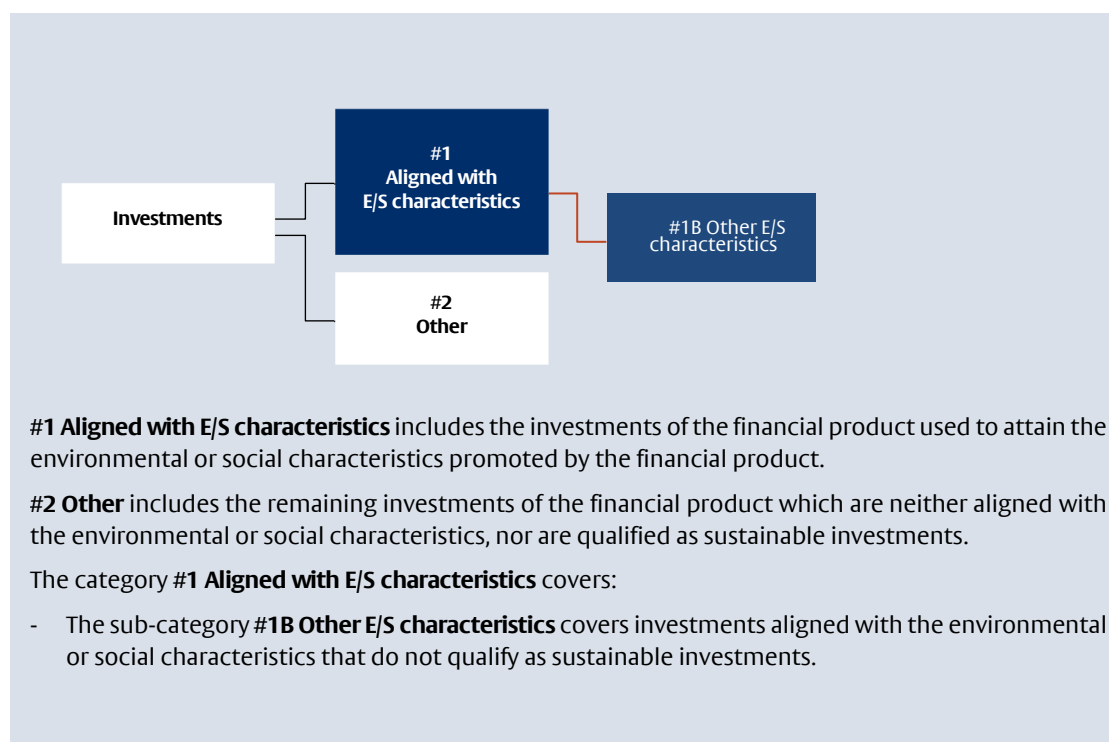 #1
Aligned with
E/S characteristics
Investments
#1B Other E/S
characteristics
#2
Other
#1 Aligned with E/S characteristics includes the investments of the financial product used to attain the
environmental or social characteristics promoted by the financial product.
#2 Other includes the remaining investments of the financial product which are neither aligned with
the environmental or social characteristics, nor are qualified as sustainable investments.
The category #1 Aligned with E/S characteristics covers:
- The sub-category #1B Other E/S characteristics covers investments aligned with the environmental
or social characteristics that do not qualify as sustainable investments.